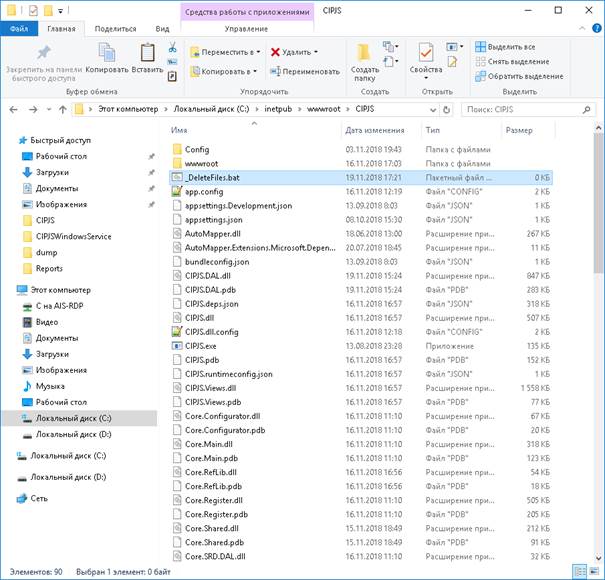 Средства работы с приложениями CIPJS
Файл Главная Поделиться Вид Управление
Закрепить на панели быстрого доступа Копировать Вставить
Переместить в Удалить
Копировать в Переименовать
Создать папку Свойства
Выделить все
Снять выделение
Обратить выделение
Буфер обмена Упорядочить Создать Открыть Выделить
Этот компьютер Локальный диск (C:) inetpub wwwroot CIPJS Поиск: CIPJS
Быстрый доступ
Рабочий стол
Загрузки
Документы
Изображения
CIPJS
CIPJSWindowsService
dump
Reports
Этот компьютер
C на AIS-RDP
Видео
Документы
Загрузки
Изображения
Музыка
Рабочий стол
Локальный диск (C:)
Локальный диск (D:)
Локальный диск (C:)
Локальный диск (D:)
Сеть
Имя Дата изменения Тип Размер
Config 03.11.2018 19:43 Папка с файлами
wwwroot 16.11.2018 17:03 Папка с файлами
_DeleteFiles.bat 19.11.2018 17:21 Пакетный файл ... 0 КБ
app.config 16.11.2018 12:19 Файл "CONFIG" 2 КБ
appsettings.Development.json 13.09.2018 8:03 Файл "JSON" 1 КБ
appsettings.json 08.10.2018 15:30 Файл "JSON" 1 КБ
AutoMapper.dll 18.06.2018 13:00 Расширение при... 267 КБ
AutoMapper.Extensions.Microsoft.Depen... 20.07.2018 18:45 Расширение при... 11 КБ
bundleconfig.json 13.09.2018 8:03 Файл "JSON" 1 КБ
CIPJS.DAL.dll 19.11.2018 15:24 Расширение при... 847 КБ
CIPJS.DAL.pdb 19.11.2018 15:24 Файл "PDB" 283 КБ
CIPJS.deps.json 16.11.2018 16:57 Файл "JSON" 318 КБ
CIPJS.dll 16.11.2018 16:57 Расширение при... 507 КБ
CIPJS.dll.config 16.11.2018 12:18 Файл "CONFIG" 2 КБ
CIPJS.exe 13.08.2018 23:28 Приложение 135 КБ
CIPJS.pdb 16.11.2018 16:57 Файл "PDB" 152 КБ
CIPJS.runtimeconfig.json 16.11.2018 16:57 Файл "JSON" 1 КБ
CIPJS.Views.dll 16.11.2018 16:57 Расширение при... 1 558 КБ
CIPJS.Views.pdb 16.11.2018 16:57 Файл "PDB" 277 КБ
Core.Configurator.dll 16.11.2018 11:10 Расширение при... 67 КБ
Core.Configurator.pdb 16.11.2018 11:10 Файл "PDB" 20 КБ
Core.Main.dll 16.11.2018 11:10 Расширение при... 318 КБ
Core.Main.pdb 16.11.2018 11:10 Файл "PDB" 123 КБ
Core.RefLib.dll 16.11.2018 16:56 Расширение при... 54 КБ
Core.RefLib.pdb 16.11.2018 16:56 Файл "PDB" 18 КБ
Core.Register.dll 16.11.2018 11:10 Расширение при... 505 КБ
Core.Register.pdb 16.11.2018 11:10 Файл "PDB" 205 КБ
Core.Shared.dll 15.11.2018 18:49 Расширение при... 212 КБ
Core.Shared.pdb 15.11.2018 18:49 Файл "PDB" 91 КБ
Core.SRD.DAL.dll 16.11.2018 11:10 Расширение при... 32 КБ
Элементов: 90 Выбран 1 элемент: 0 байт